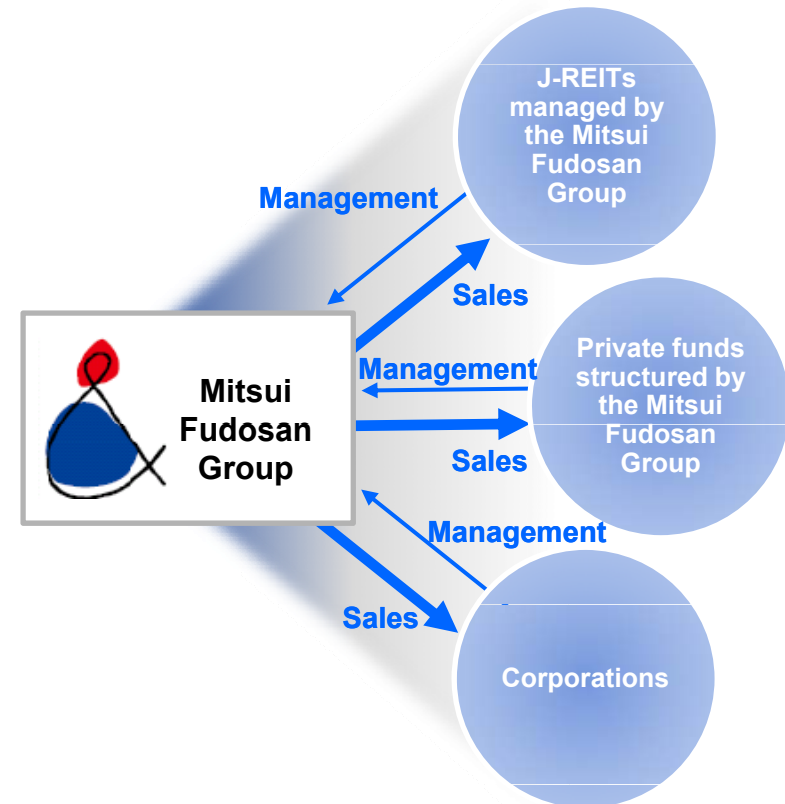 J-REITs
managed by
the Mitsui
Fudosan
Group
Management
Sales
Mitsui
Fudosan
Group
Management
Sales
Private funds
structured by
the Mitsui
Fudosan
Group
Management
Sales
Corporations